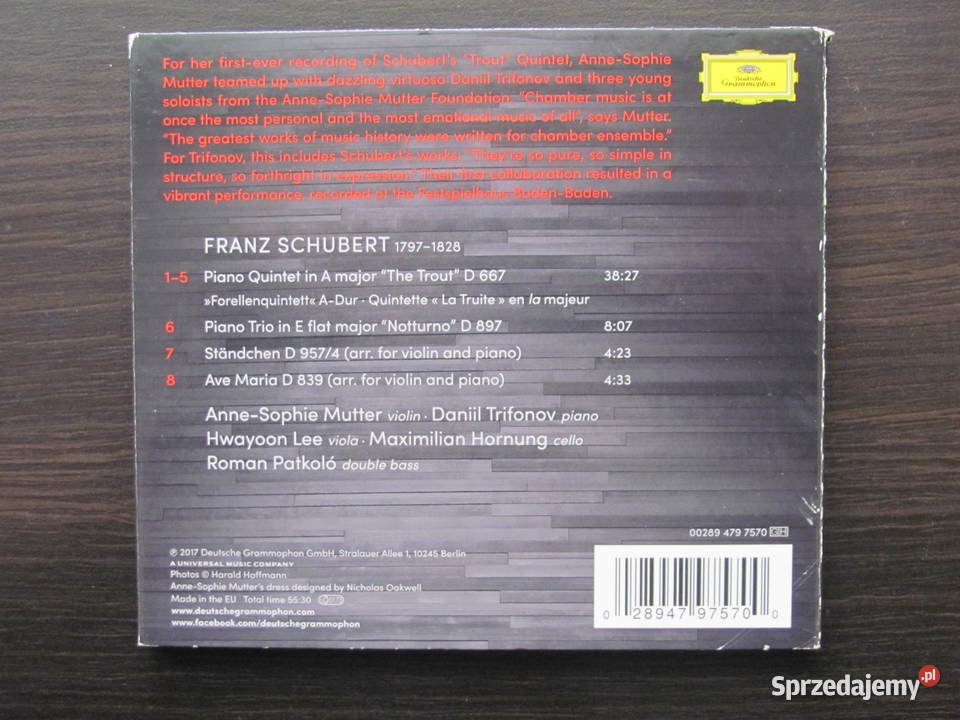 For her first-ever recording of Schubert's "Trout" Quintet, Anne-Sophie
Mutter teamed up with dazzling virtuoso Daniil Trifonov and three young
soloists from the Anne-Sophie Mutter Foundation. "Chamber music is at
once the most personal and the most emotional music of all", says Mutter.
"The greatest works of music history were written for chamber ensemble."
For Trifonov, this includes Schubert's works: "They're so pure, so simple in
structure, so forthright in expression." Their first collaboration resulted in a
vibrant performance, recorded at the Festspielhaus Baden-Baden.
Deutsche
Grammophon
FRANZ SCHUBERT 1797–1828
1–5 Piano Quintet in A major "The Trout" D 667 38:27
»Forellenquintett« A-Dur · Quintette « La Truite » en la majeur
6 Piano Trio in E flat major "Notturno" D 897 8:07
7 Ständchen D 957/4 (arr. for violin and piano) 4:23
8 Ave Maria D 839 (arr. for violin and piano) 4:33
Anne-Sophie Mutter violin · Daniil Trifonov piano
Hwayoon Lee viola · Maximilian Hornung cello
Roman Patkoló double bass
00289 479 7570 GH
℗ 2017 Deutsche Grammophon GmbH, Stralauer Allee 1, 10245 Berlin
A UNIVERSAL MUSIC COMPANY
Photos © Harald Hoffmann
Anne-Sophie Mutter's dress designed by Nicholas Oakwell
Made in the EU Total time 55:30
www.deutschegrammophon.com
www.facebook.com/deutschegrammophon
0 28947 97570 0
Sprzedajemy.pl